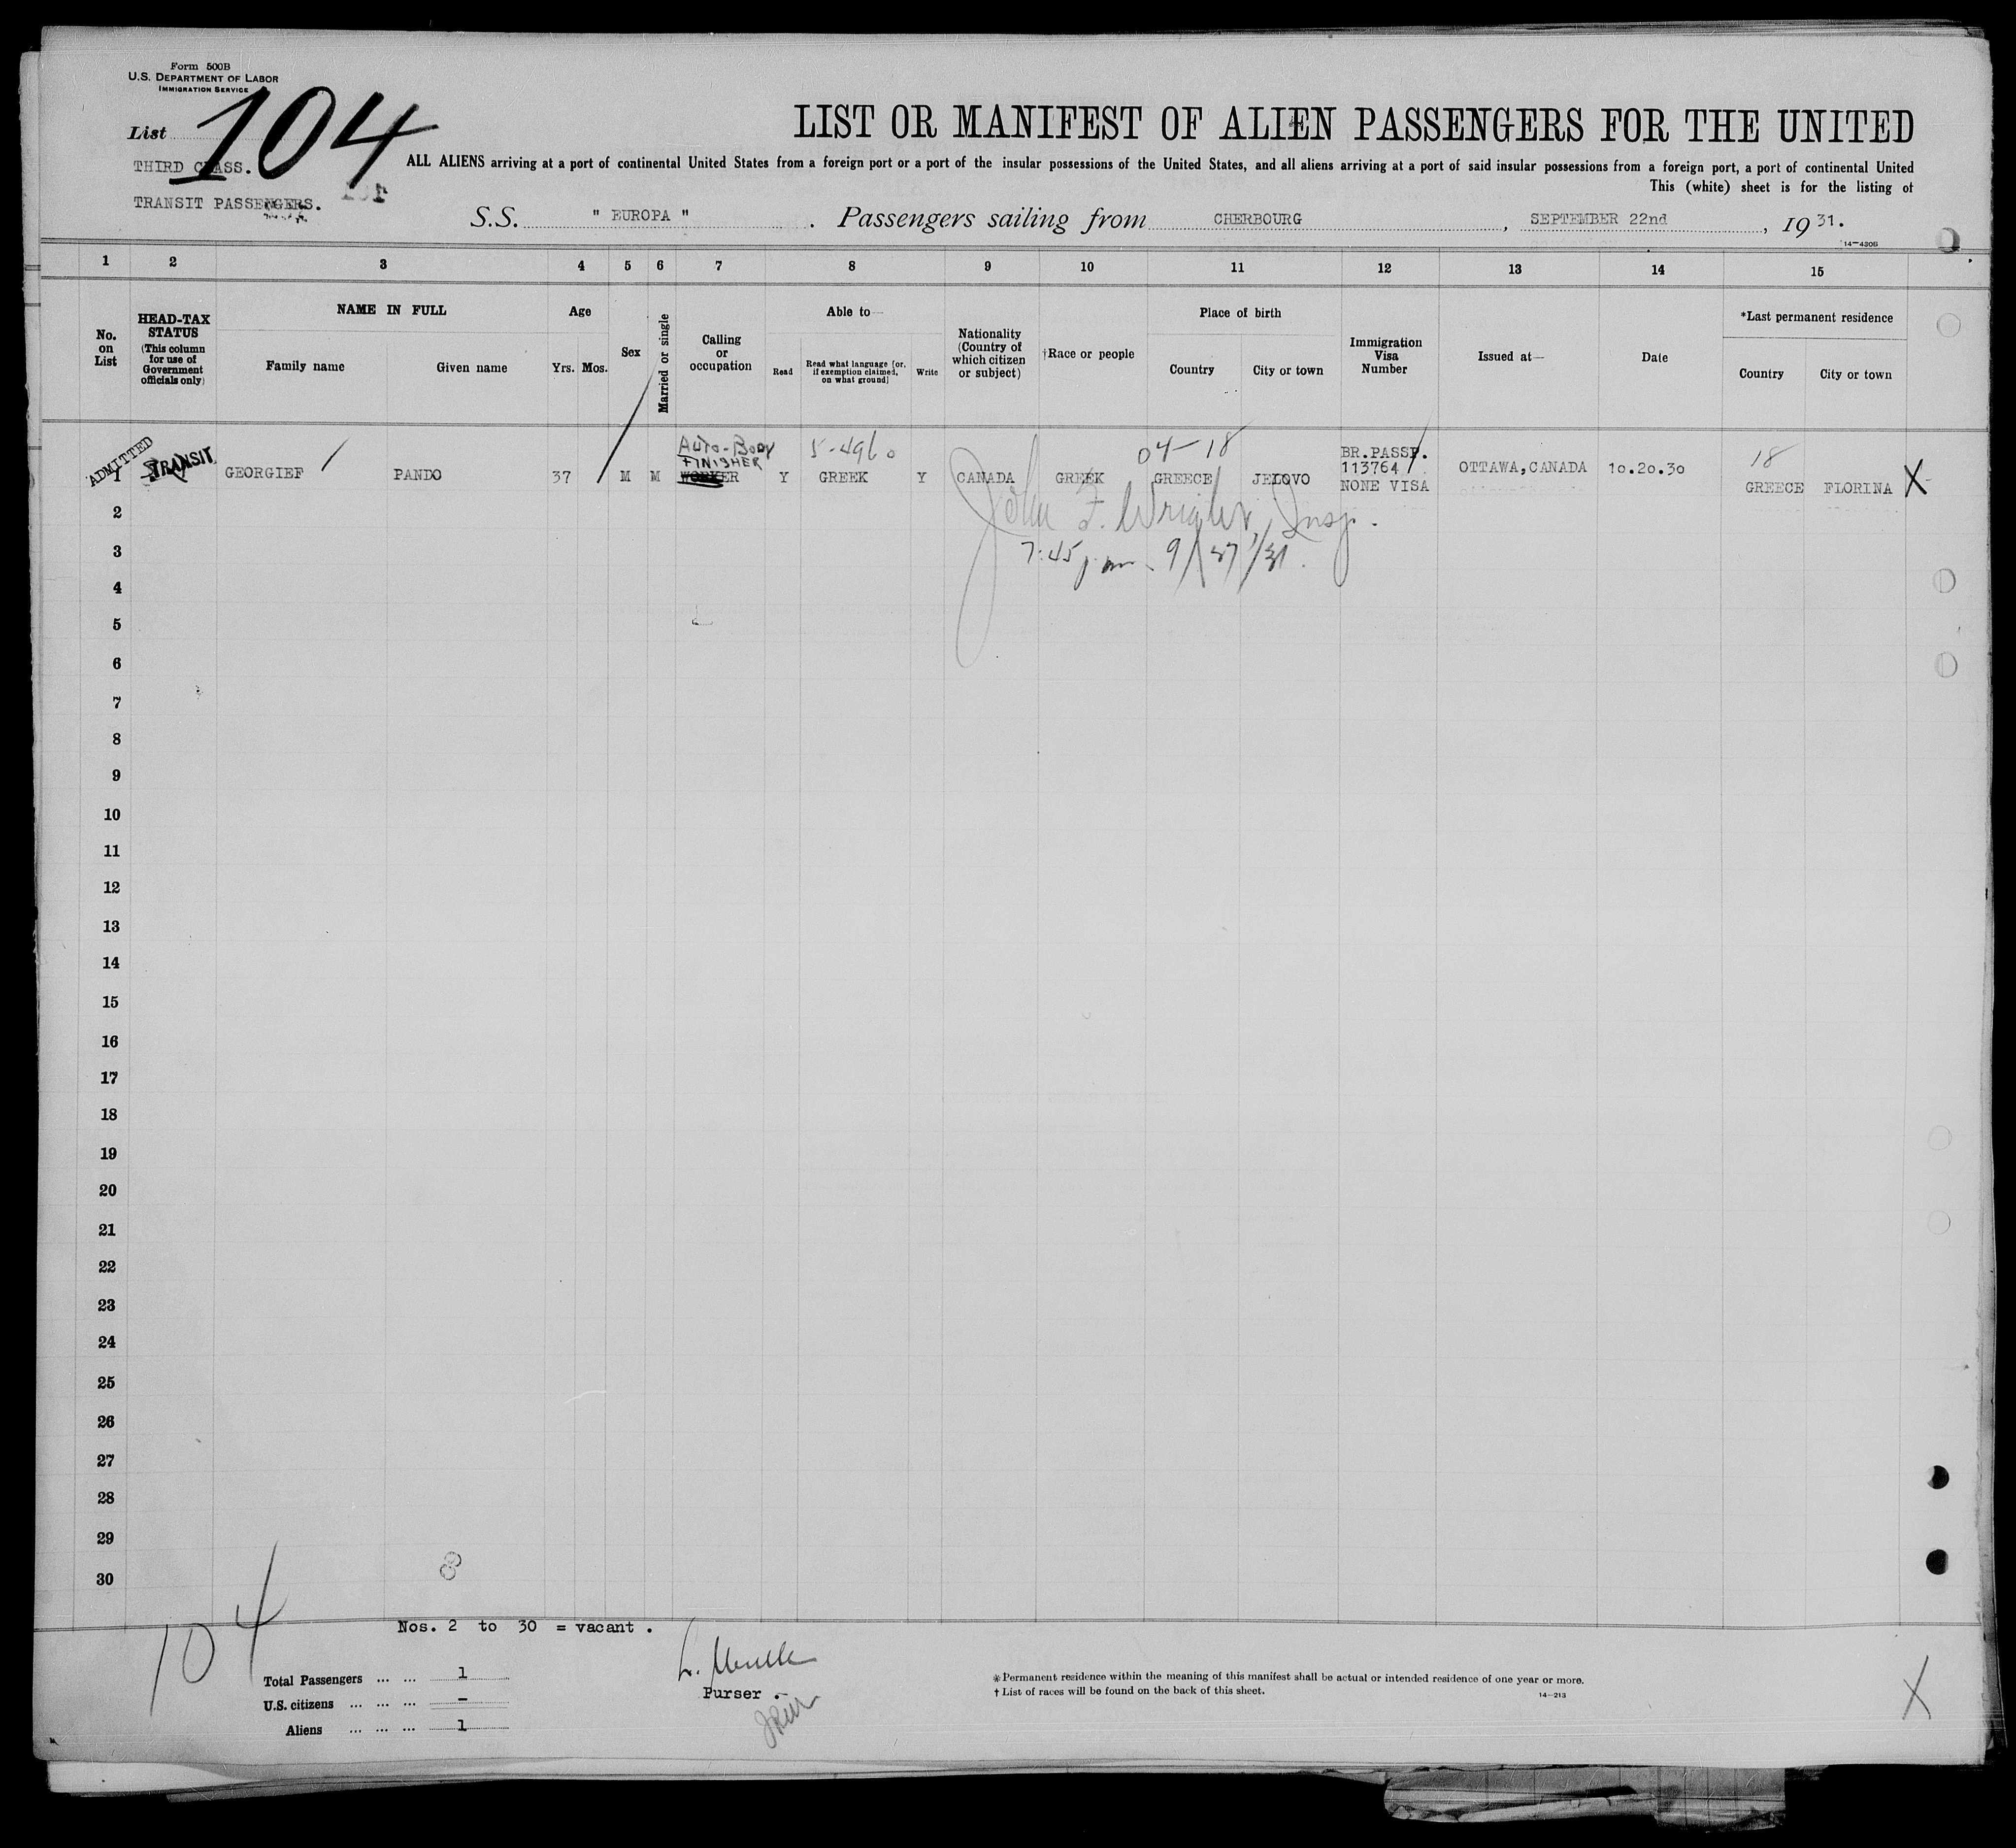 Form 500B
U.S. DEPARTMENT OF LABOR
IMMIGRATION SERVICE
List 104
THIRD CLASS.
TRANSIT PASSENGERS.
LIST OR MANIFEST OF ALIEN PASSENGERS FOR THE UNITED
ALL ALIENS arriving at a port of continental United States from a foreign port or a port of the insular possessions of the United States, and all aliens arriving at a port of said insular possessions from a foreign port, a port of continental United
This (white) sheet is for the listing of
S.S. " EUROPA " . Passengers sailing from CHERBOURG , SEPTEMBER 22nd , 19 31.
14—420B
1 2 3 4 5 6 7 8 9 10 11 12 13 14 15
No. on List
HEAD-TAX STATUS (This column for use of Government officials only)
NAME IN FULL
Family name Given name
Age
Yrs. Mos.
Sex
Married or single
Calling or occupation
Able to—
Read
Read what language [or, if exemption claimed, on what ground]
Write
Nationality (Country of which citizen or subject)
†Race or people
Place of birth
Country City or town
Immigration Visa Number
Issued at—
Date
*Last permanent residence
Country City or town
ADMITTED
TRANSIT
AUTO-BODY FINISHER
5-4960
04-18
BR.PASSP.
18
1 GEORGIEF PANDO 37 M M WORKER Y GREEK Y CANADA GREEK GREECE JELOVO 113764 OTTAWA,CANADA 10.20.30 GREECE FLORINA X
NONE VISA
John F. Wright, Insp.
7:45 pm. 9/27/31.
2
3
4
5
6
7
8
9
10
11
12
13
14
15
16
17
18
19
20
21
22
23
24
25
26
27
28
29
30
104
Nos. 2 to 30 = vacant .
Total Passengers ... ... 1
U.S. citizens ... ... ... –
Aliens ... ... ... 1
Purser .
* Permanent residence within the meaning of this manifest shall be actual or intended residence of one year or more.
† List of races will be found on the back of this sheet.
14—213
X